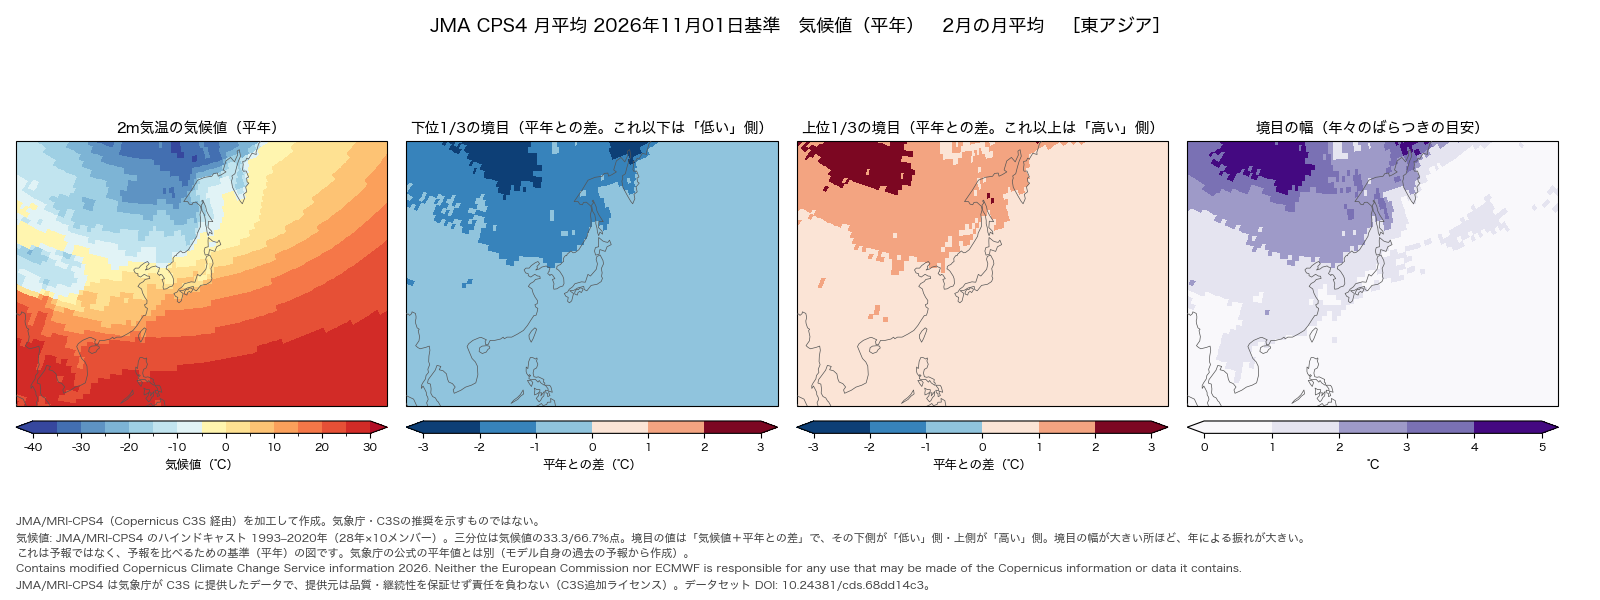 JMA CPS4 月平均 2026年11月01日基準　気候値（平年）　2月の月平均　［東アジア］
2m気温の気候値（平年）
下位1/3の境目（平年との差。これ以下は「低い」側）
上位1/3の境目（平年との差。これ以上は「高い」側）
境目の幅（年々のばらつきの目安）
-40 -30 -20 -10 0 10 20 30
気候値（℃）
-3 -2 -1 0 1 2 3
平年との差（℃）
-3 -2 -1 0 1 2 3
平年との差（℃）
0 1 2 3 4 5
℃
JMA/MRI-CPS4（Copernicus C3S 経由）を加工して作成。気象庁・C3Sの推奨を示すものではない。
気候値: JMA/MRI-CPS4 のハインドキャスト 1993–2020年（28年×10メンバー）。三分位は気候値の33.3/66.7%点。境目の値は「気候値＋平年との差」で、その下側が「低い」側・上側が「高い」側。境目の幅が大きい所ほど、年による振れが大きい。
これは予報ではなく、予報を比べるための基準（平年）の図です。気象庁の公式の平年値とは別（モデル自身の過去の予報から作成）。
Contains modified Copernicus Climate Change Service information 2026. Neither the European Commission nor ECMWF is responsible for any use that may be made of the Copernicus information or data it contains.
JMA/MRI-CPS4 は気象庁が C3S に提供したデータで、提供元は品質・継続性を保証せず責任を負わない（C3S追加ライセンス）。データセット DOI: 10.24381/cds.68dd14c3。